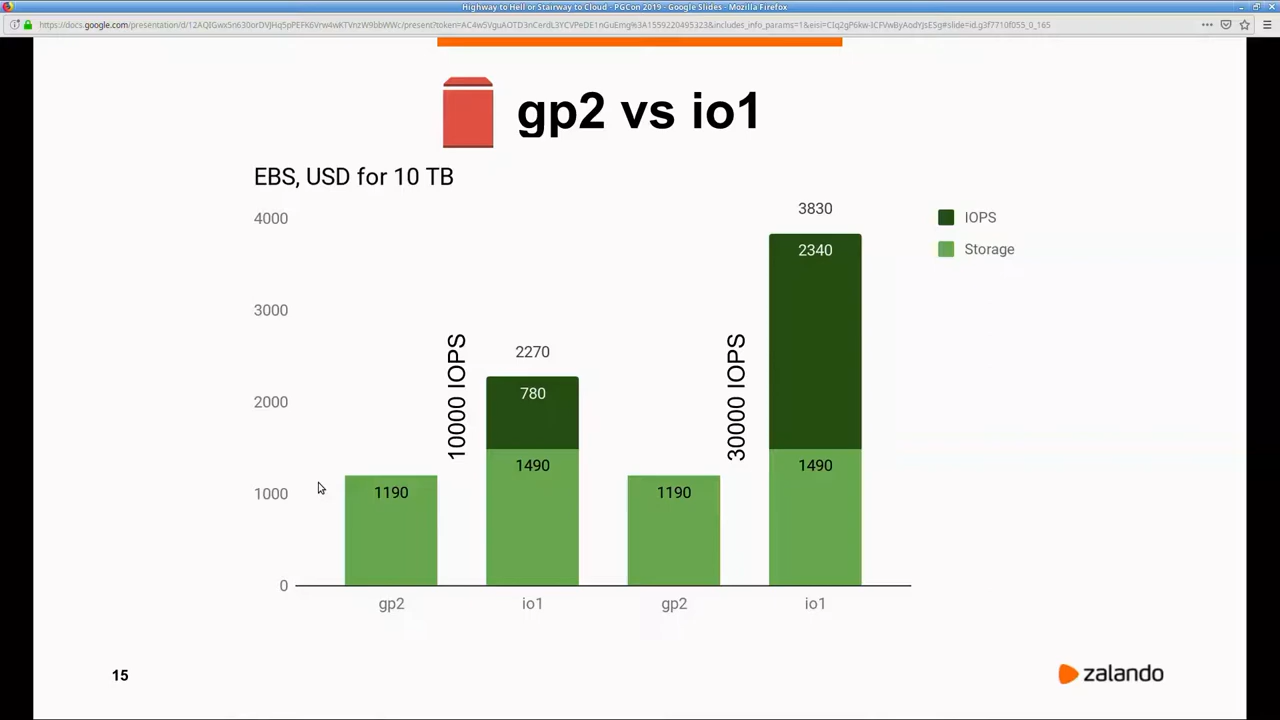 Highway to Hell or Stairway to Cloud - PGCon 2019 - Google Slides - Mozilla Firefox
gp2 vs io1
EBS, USD for 10 TB
4000
3000
2000
1000
0
10000 IOPS
30000 IOPS
1190
2270
780
1490
1190
3830
2340
1490
gp2
io1
gp2
io1
IOPS
Storage
15
zalando